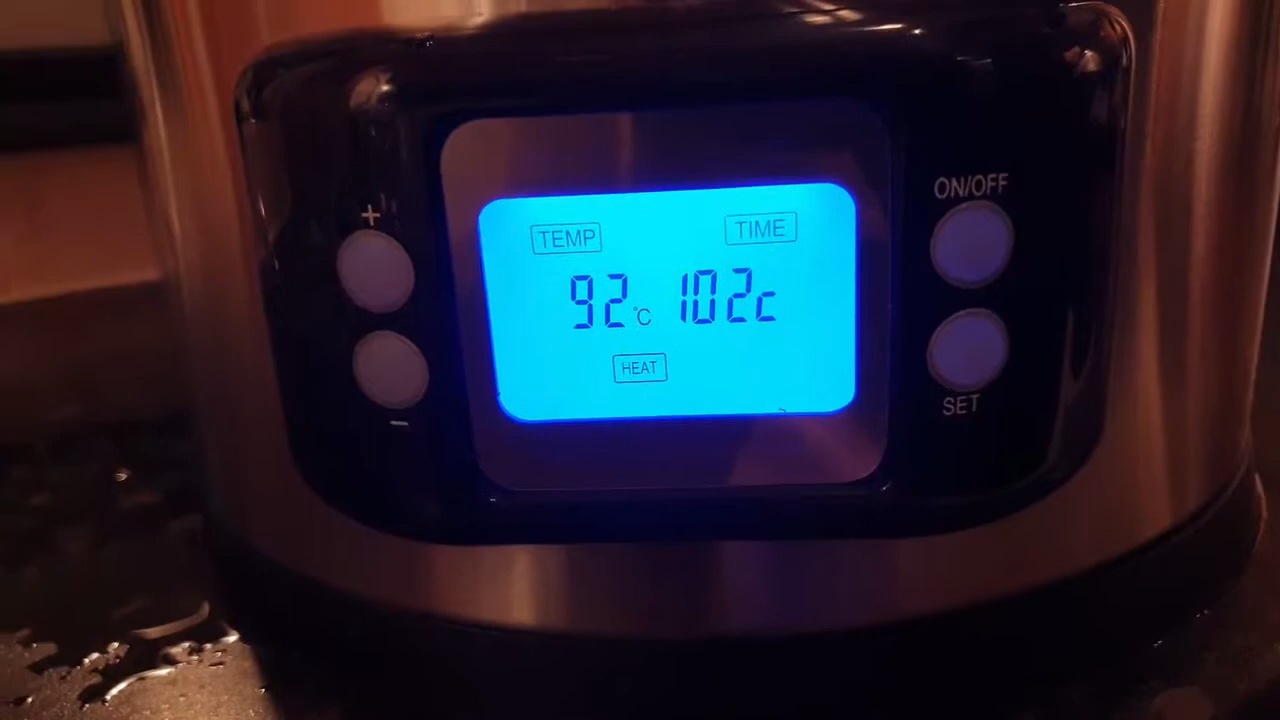 +
ON/OFF
TEMP TIME
92°C 102c
HEAT
−
SET